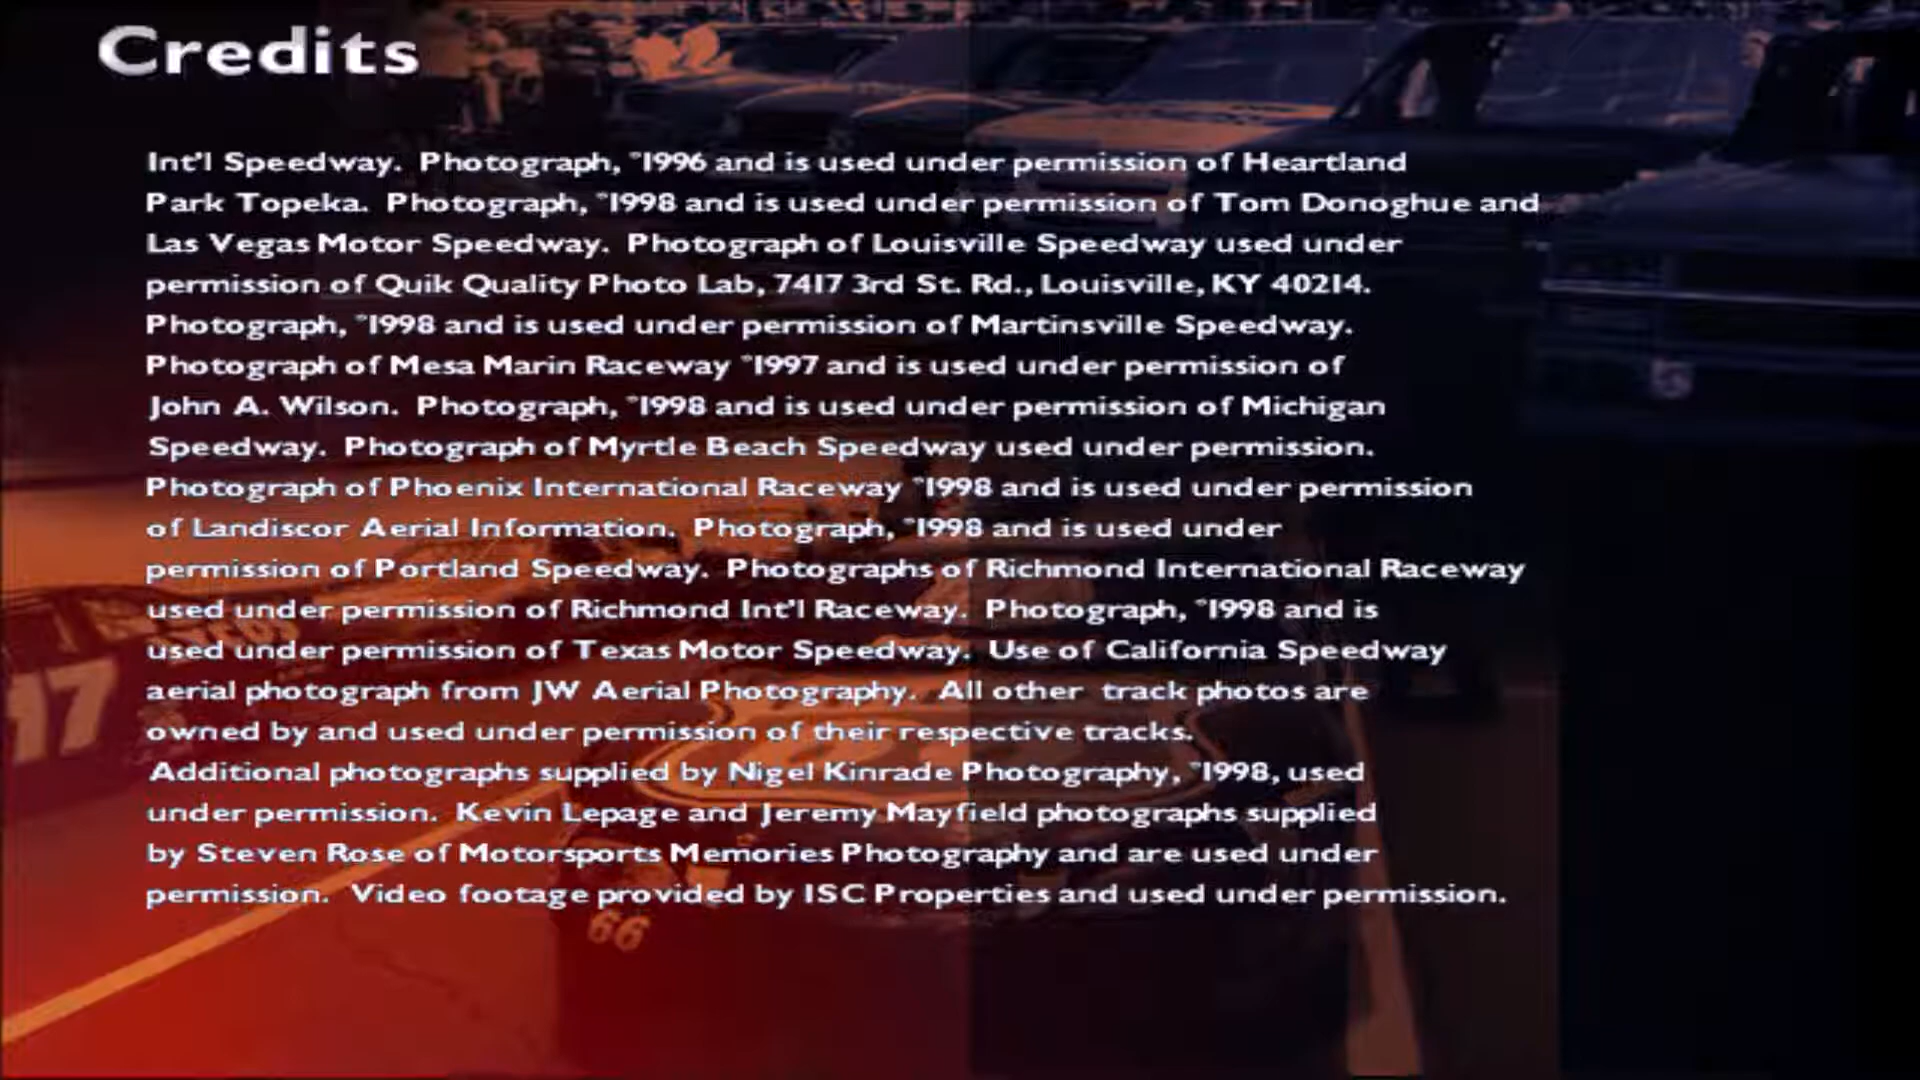 Credits
Int'l Speedway.  Photograph, "1996 and is used under permission of Heartland
Park Topeka.  Photograph, "1998 and is used under permission of Tom Donoghue and
Las Vegas Motor Speedway.  Photograph of Louisville Speedway used under
permission of Quik Quality Photo Lab, 7417 3rd St. Rd., Louisville, KY 40214.
Photograph, "1998 and is used under permission of Martinsville Speedway.
Photograph of Mesa Marin Raceway "1997 and is used under permission of
John A. Wilson.  Photograph, "1998 and is used under permission of Michigan
Speedway.  Photograph of Myrtle Beach Speedway used under permission.
Photograph of Phoenix International Raceway "1998 and is used under permission
of Landiscor Aerial Information.  Photograph, "1998 and is used under
permission of Portland Speedway.  Photographs of Richmond International Raceway
used under permission of Richmond Int'l Raceway.  Photograph, "1998 and is
used under permission of Texas Motor Speedway.  Use of California Speedway
aerial photograph from JW Aerial Photography.  All other  track photos are
owned by and used under permission of their respective tracks.
Additional photographs supplied by Nigel Kinrade Photography, "1998, used
under permission.  Kevin Lepage and Jeremy Mayfield photographs supplied
by Steven Rose of Motorsports Memories Photography and are used under
permission.  Video footage provided by ISC Properties and used under permission.
17
66